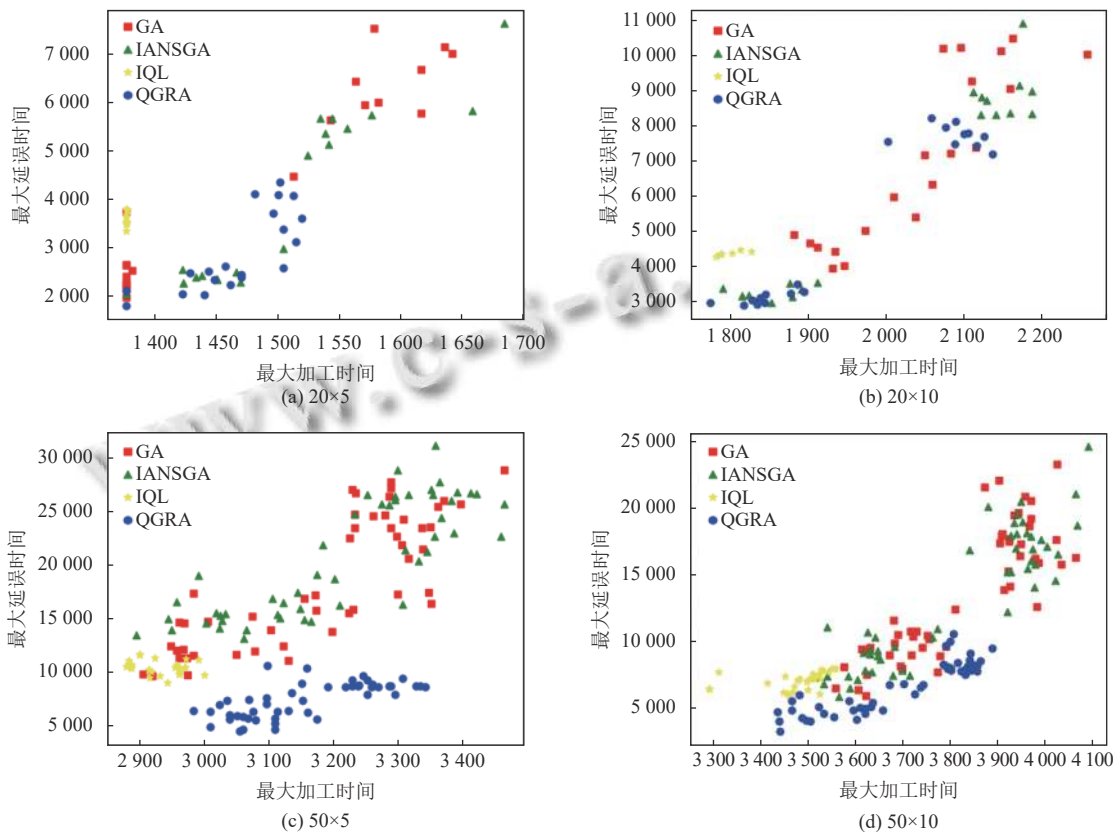 GA
IANSGA
IQL
QGRA
7 000
6 000
5 000
4 000
3 000
2 000
最大延误时间
1 400
1 450
1 500
1 550
1 600
1 650
1 700
最大加工时间
(a) 20×5
GA
IANSGA
IQL
QGRA
11 000
10 000
9 000
8 000
7 000
6 000
5 000
4 000
3 000
最大延误时间
1 800
1 900
2 000
2 100
2 200
最大加工时间
(b) 20×10
GA
IANSGA
IQL
QGRA
30 000
25 000
20 000
15 000
10 000
5 000
最大延误时间
2 900
3 000
3 100
3 200
3 300
3 400
最大加工时间
(c) 50×5
GA
IANSGA
IQL
QGRA
25 000
20 000
15 000
10 000
5 000
最大延误时间
3 300
3 400
3 500
3 600
3 700
3 800
3 900
4 000
4 100
最大加工时间
(d) 50×10
www.c-s-a.